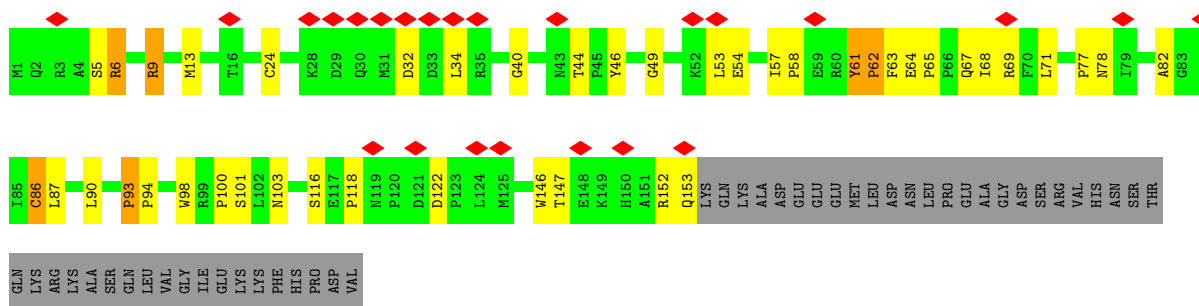 M1 Q2 R3 A4 S5 R6 R9 M13 T16 C24 K28 D29 Q30 M31 D32 D33 L34 R35 G40 N43 T44 P45 Y46 G49 K52 L53 E54 I57 P58 E59 R60 Y61 P62 F63 E64 P65 P66 Q67 I68 R69 F70 L71 P77 N78 I79 A82 G83
I85 C86 L87 L90 P93 P94 W98 R99 P100 S101 L102 N103 S116 E117 P118 N119 P120 D121 D122 P123 L124 M125 W146 T147 E148 K149 H150 A151 R152 Q153 LYS GLN LYS ALA ASP GLU GLU GLU MET LEU ASP ASN LEU PRO GLU ALA GLY ASP SER ARG VAL HIS ASN SER THR
GLN LYS ARG LYS ALA SER GLN LEU VAL GLY ILE GLU LYS LYS PHE HIS PRO ASP VAL